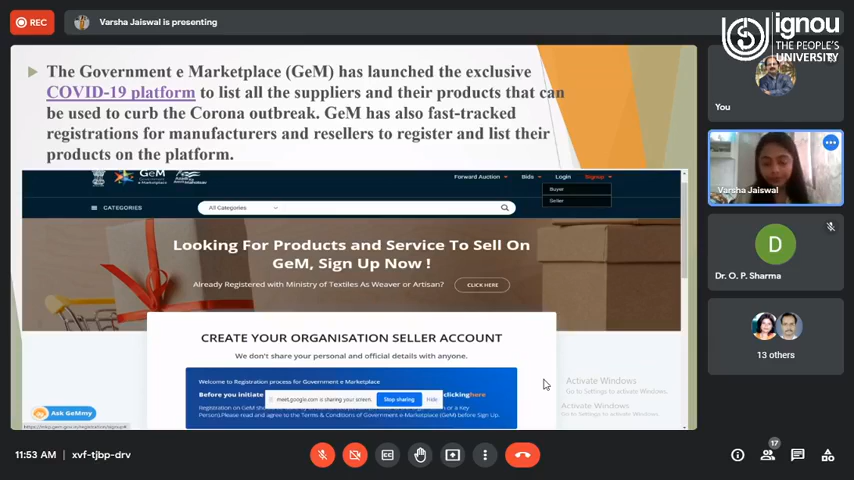 REC
Varsha Jaiswal is presenting
ignou
THE PEOPLE'S
UNIVERSITY
The Government e Marketplace (GeM) has launched the exclusive
COVID-19 platform to list all the suppliers and their products that can
be used to curb the Corona outbreak. GeM has also fast-tracked
registrations for manufacturers and resellers to register and list their
products on the platform.
GeM
Forward Auction
Bids
Login
Signup
Buyer
Seller
CATEGORIES
All Categories
Looking For Products and Service To Sell On
GeM, Sign Up Now !
Already Registered with Ministry of Textiles As Weaver or Artisan?
CLICK HERE
CREATE YOUR ORGANISATION SELLER ACCOUNT
We don't share your personal and official details with anyone.
Welcome to Registration process for Government e Marketplace
Before you initiate
clicking here
meet.google.com is sharing your screen.
Stop sharing
Hide
Registration on GeM
or a Key
Person. Please read and agree to the Terms & Conditions of Government e Marketplace (GeM) before Sign Up.
Ask GeMmy
Activate Windows
Go to Settings to activate Windows.
Activate Windows
Go to Settings to activate Windows.
You
Varsha Jaiswal
D
Dr. O. P. Sharma
13 others
11:53 AM
xvf-tjbp-drv
17